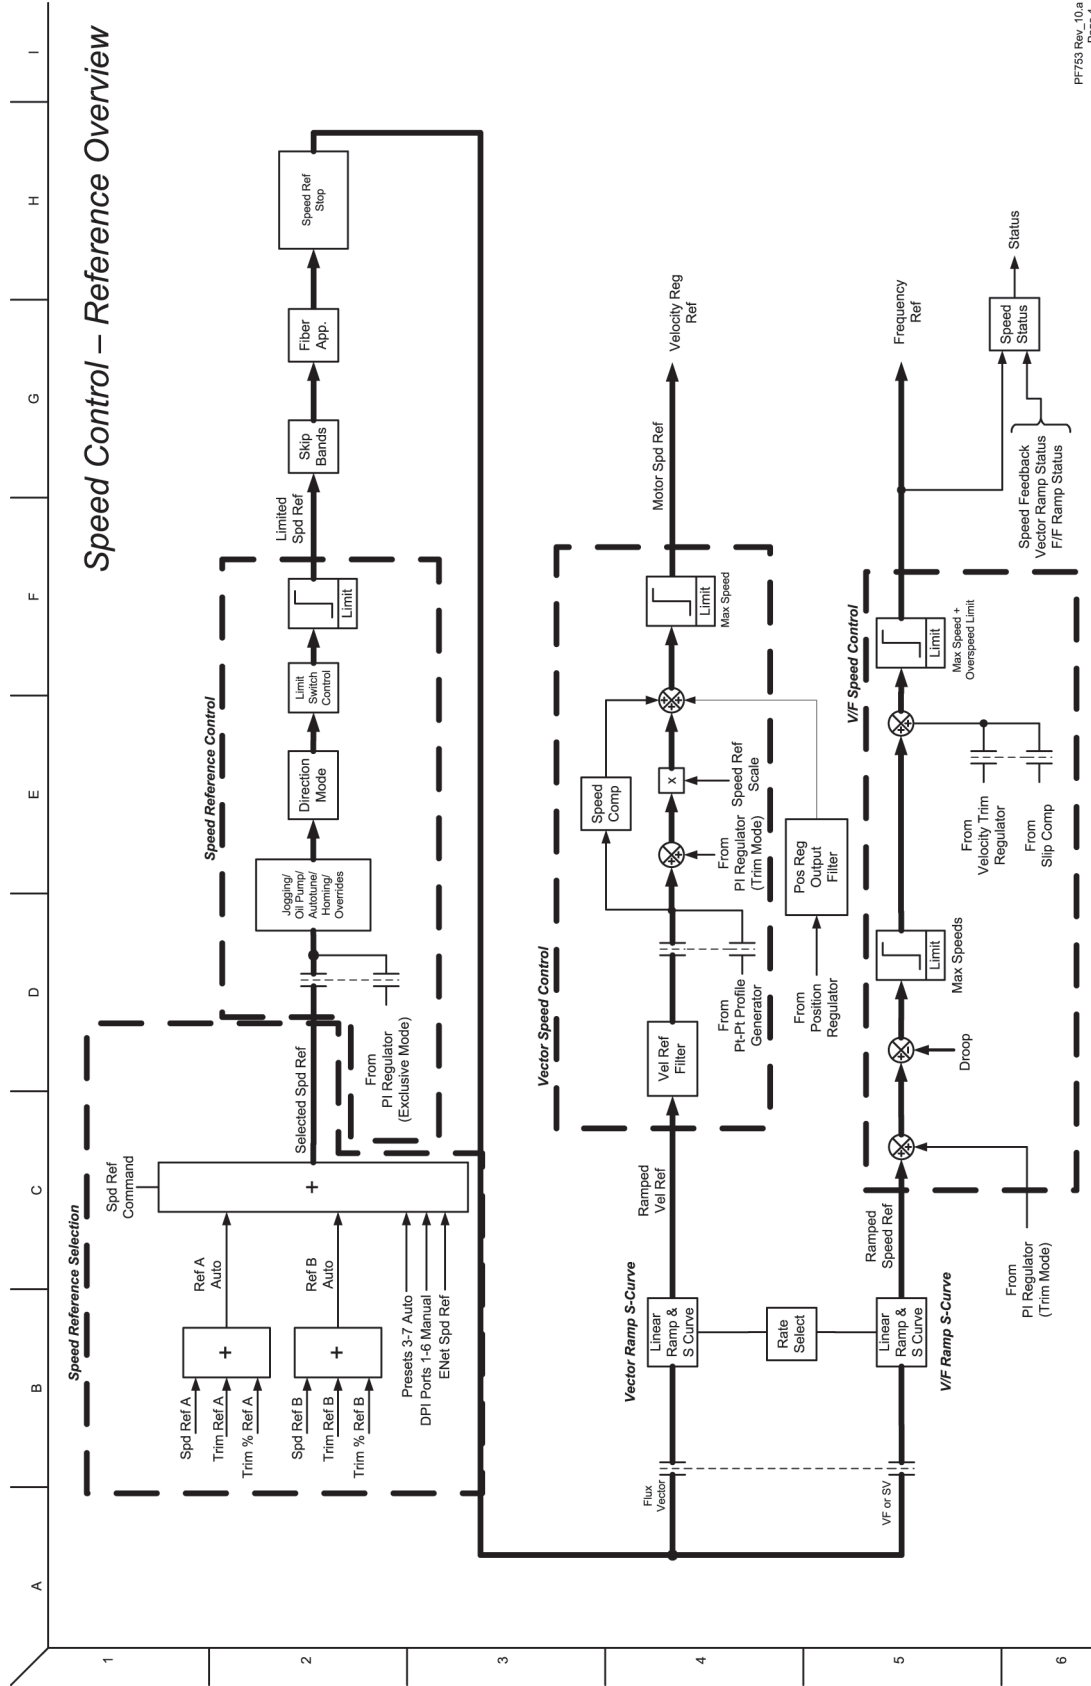 Speed Control – Reference Overview
A
B
C
D
E
F
G
H
I
1
2
3
4
5
6
Speed Reference Selection
Spd Ref A
Trim Ref A
Trim % Ref A
+
Ref A
Auto
Spd Ref B
Trim Ref B
Trim % Ref B
+
Ref B
Auto
Presets 3-7 Auto
DPI Ports 1-6 Manual
ENet Spd Ref
Spd Ref
Command
+
Selected Spd Ref
Speed Reference Control
From
PI Regulator
(Exclusive Mode)
Jogging/
Oil Pump/
Autotune/
Homing/
Overrides
Direction
Mode
Limit
Switch
Control
Limit
Limited
Spd Ref
Skip
Bands
Fiber
App.
Speed Ref
Stop
Flux
Vector
Vector Ramp S-Curve
Linear
Ramp &
S Curve
Ramped
Vel Ref
Vector Speed Control
Vel Ref
Filter
From
Pt-Pt Profile
Generator
Speed
Comp
+
+
From
PI Regulator
(Trim Mode)
x
Speed Ref
Scale
+
+
+
Limit
Max Speed
Motor Spd Ref
Velocity Reg
Ref
Rate
Select
From
Position
Regulator
Pos Reg
Output
Filter
VF or SV
Linear
Ramp &
S Curve
V/F Ramp S-Curve
Ramped
Speed Ref
From
PI Regulator
(Trim Mode)
+
+
V/F Speed Control
+
-
Droop
Limit
Max Speeds
+
+
From
Velocity Trim
Regulator
From
Slip Comp
Limit
Max Speed +
Overspeed Limit
Frequency
Ref
Speed Feedback
Vector Ramp Status
F/F Ramp Status
Speed
Status
Status
PF753 Rev_10.a